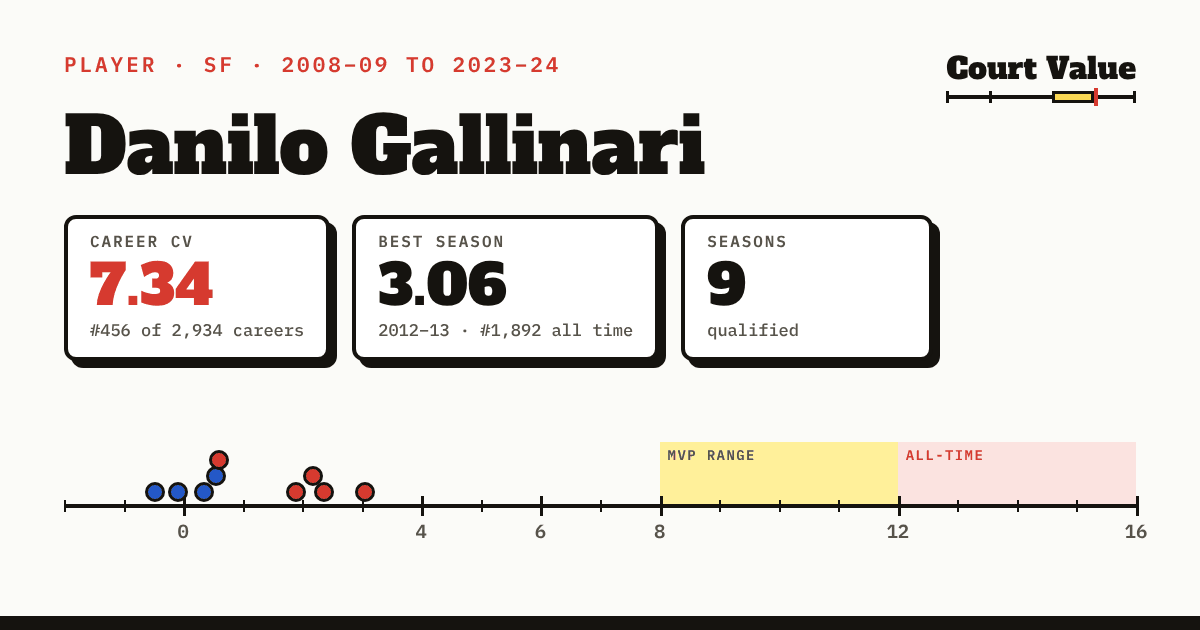 PLAYER · SF · 2008–09 TO 2023–24
Court Value
Danilo Gallinari
CAREER CV
7.34
#456 of 2,934 careers
BEST SEASON
3.06
2012–13 · #1,892 all time
SEASONS
9
qualified
MVP RANGE
ALL-TIME
0 4 6 8 12 16